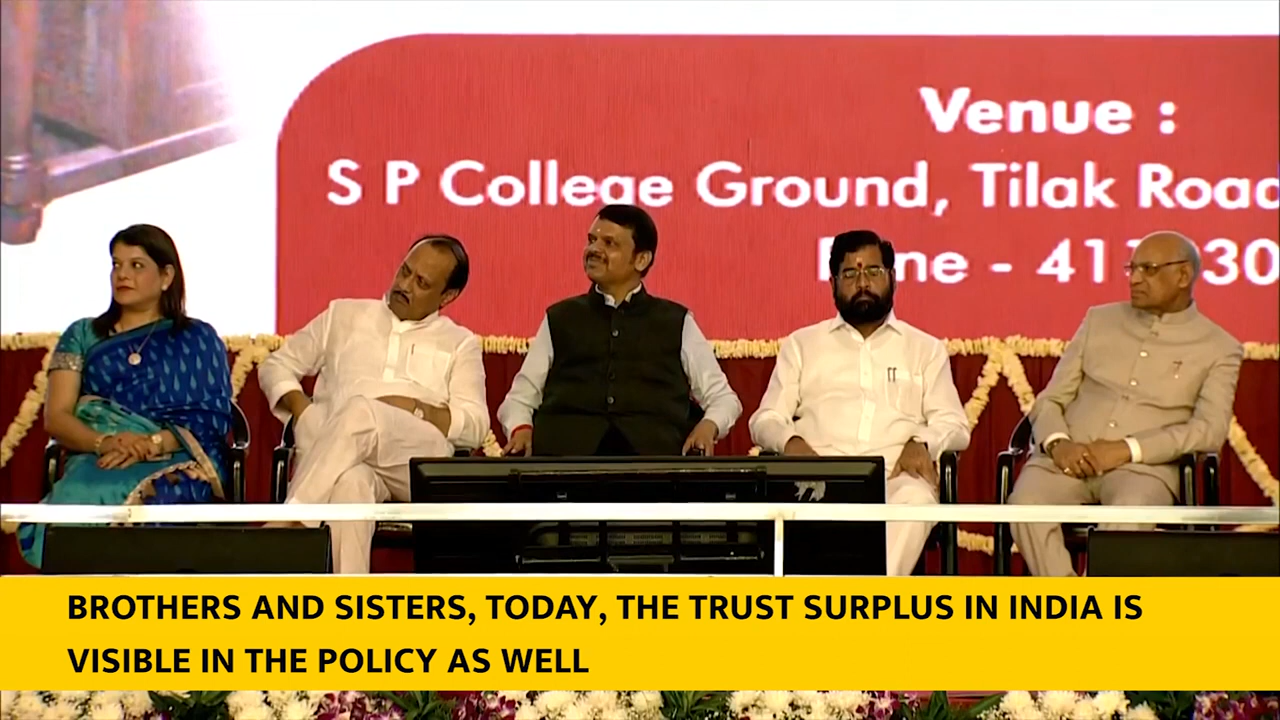 Venue :
S P College Ground, Tilak Road
- 41
BROTHERS AND SISTERS, TODAY, THE TRUST SURPLUS IN INDIA IS
VISIBLE IN THE POLICY AS WELL